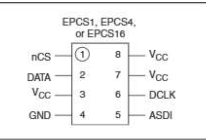 EPCS1, EPCS4,
or EPCS16
nCS 1 8 VCC
DATA 2 7 VCC
VCC 3 6 DCLK
GND 4 5 ASDI